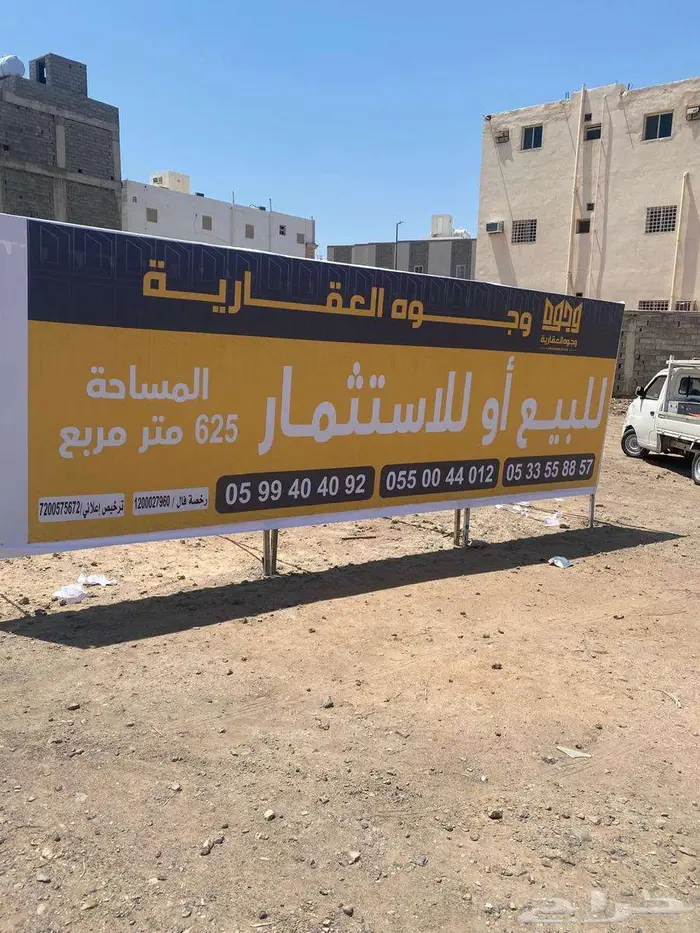 وجوه العقارية
وجوه
وجوه العقارية
للبيع أو للاستثمار
المساحة
625 متر مربع
05 33 55 88 57
055 00 44 012
05 99 40 40 92
رخصة فال / 1200027960
ترخيص إعلاني/7200575672
حراج